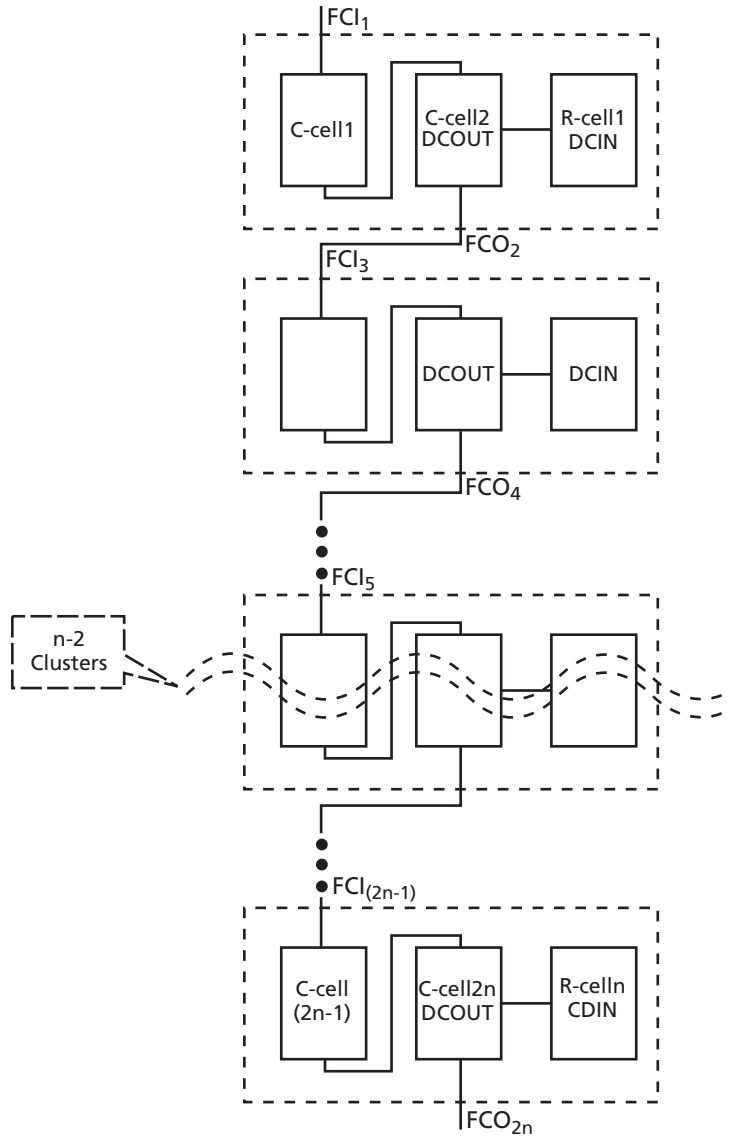 FCI₁
C-cell1
C-cell2
DCOUT
R-cell1
DCIN
FCO₂
FCI₃
DCOUT
DCIN
FCO₄
FCI₅
n-2
Clusters
FCI₍₂ₙ₋₁₎
C-cell
(2n-1)
C-cell2n
DCOUT
R-celln
CDIN
FCO₂ₙ